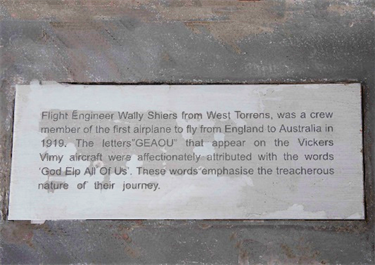 Flight Engineer Wally Shiers from West Torrens, was a crew
member of the first airplane to fly from England to Australia in
1919. The letters"GEAOU" that appear on the Vickers
Vimy aircraft were affectionately attributed with the words
'God Elp All Of Us'. These words emphasise the treacherous
nature of their journey.